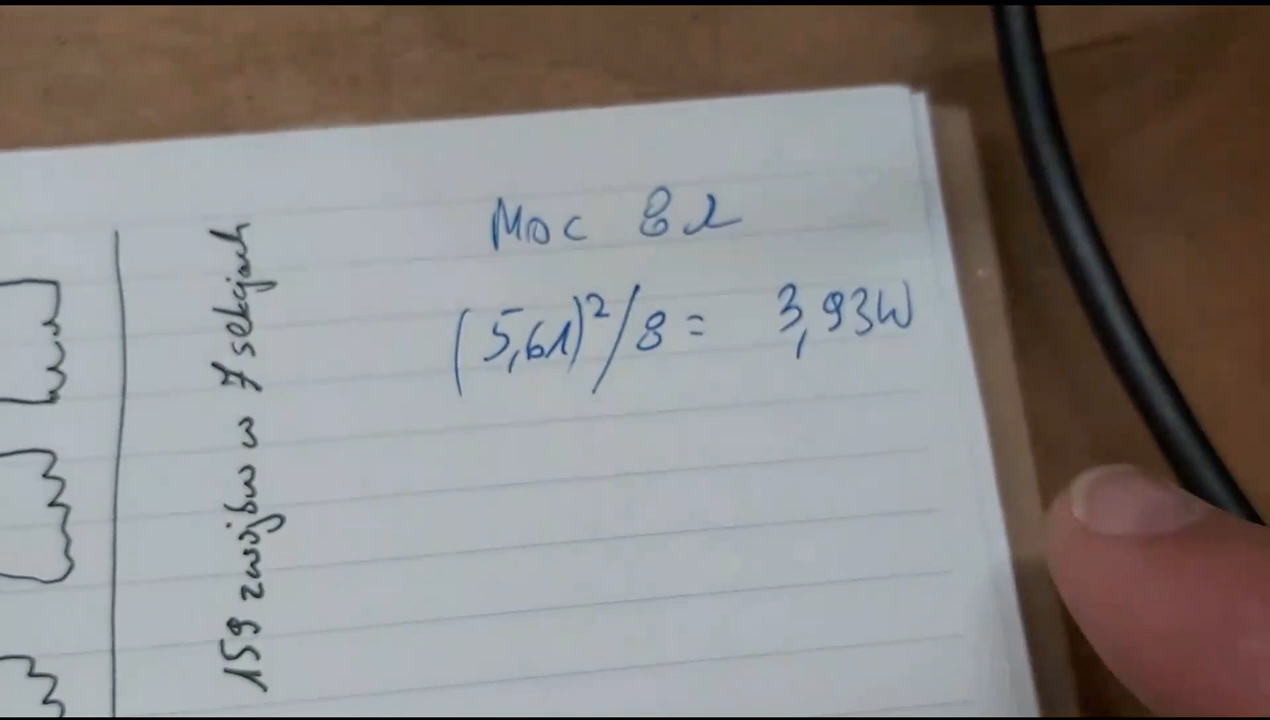 Moc 8Ω
(5,61)²/8 = 3,93W
159 zwojów w 7 sekcjach